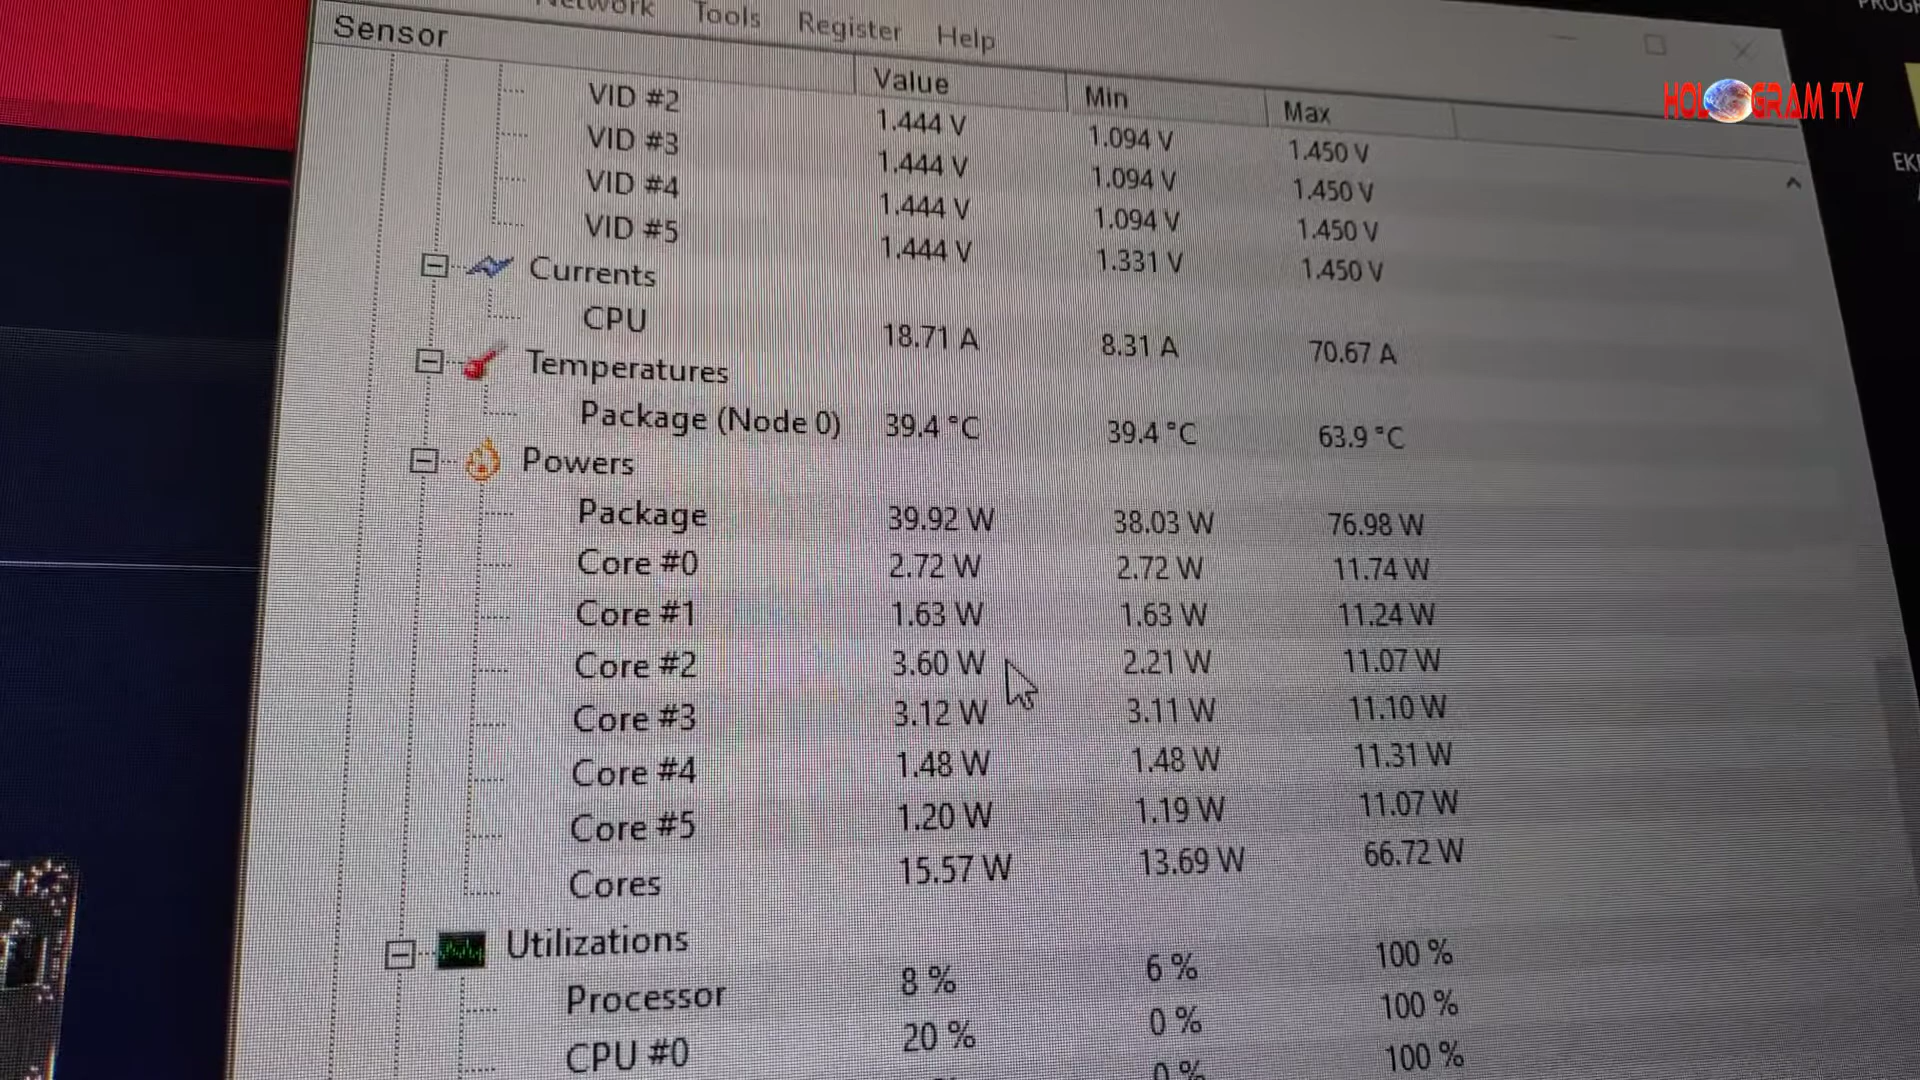 Network Tools Register Help
Sensor Value Min Max
VID #2 1.444 V 1.094 V 1.450 V
VID #3 1.444 V 1.094 V 1.450 V
VID #4 1.444 V 1.094 V 1.450 V
VID #5 1.444 V 1.331 V 1.450 V
Currents
CPU 18.71 A 8.31 A 70.67 A
Temperatures
Package (Node 0) 39.4 °C 39.4 °C 63.9 °C
Powers
Package 39.92 W 38.03 W 76.98 W
Core #0 2.72 W 2.72 W 11.74 W
Core #1 1.63 W 1.63 W 11.24 W
Core #2 3.60 W 2.21 W 11.07 W
Core #3 3.12 W 3.11 W 11.10 W
Core #4 1.48 W 1.48 W 11.31 W
Core #5 1.20 W 1.19 W 11.07 W
Cores 15.57 W 13.69 W 66.72 W
Utilizations
Processor 8 % 6 % 100 %
CPU #0 20 % 0 % 100 %
0 % 100 %
HOLOGRAM TV